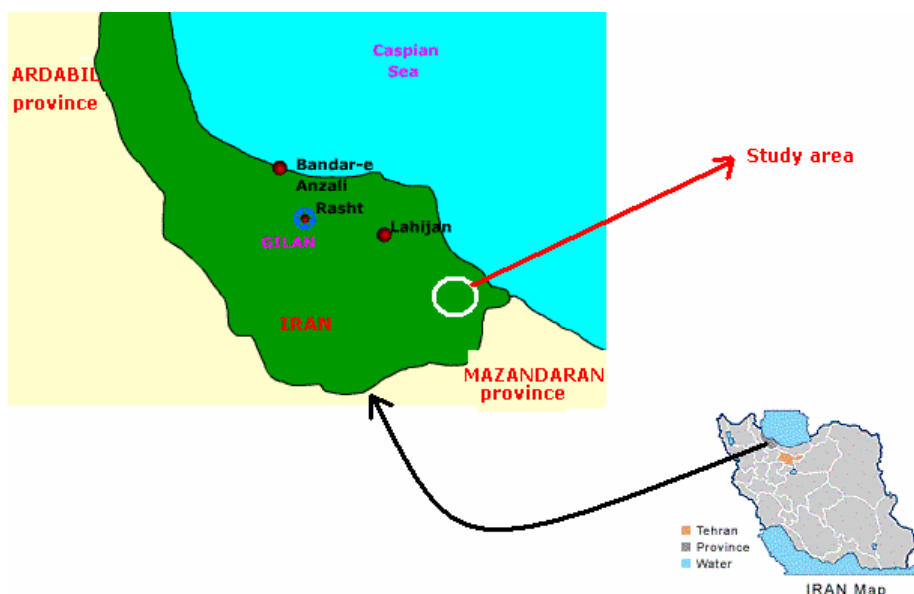 Caspian
Sea
ARDABIL
province
Study area
Bandar-e
Anzali
Rasht
Lahijan
GILAN
IRAN
MAZANDARAN
province
Tehran
Province
Water
IRAN Map